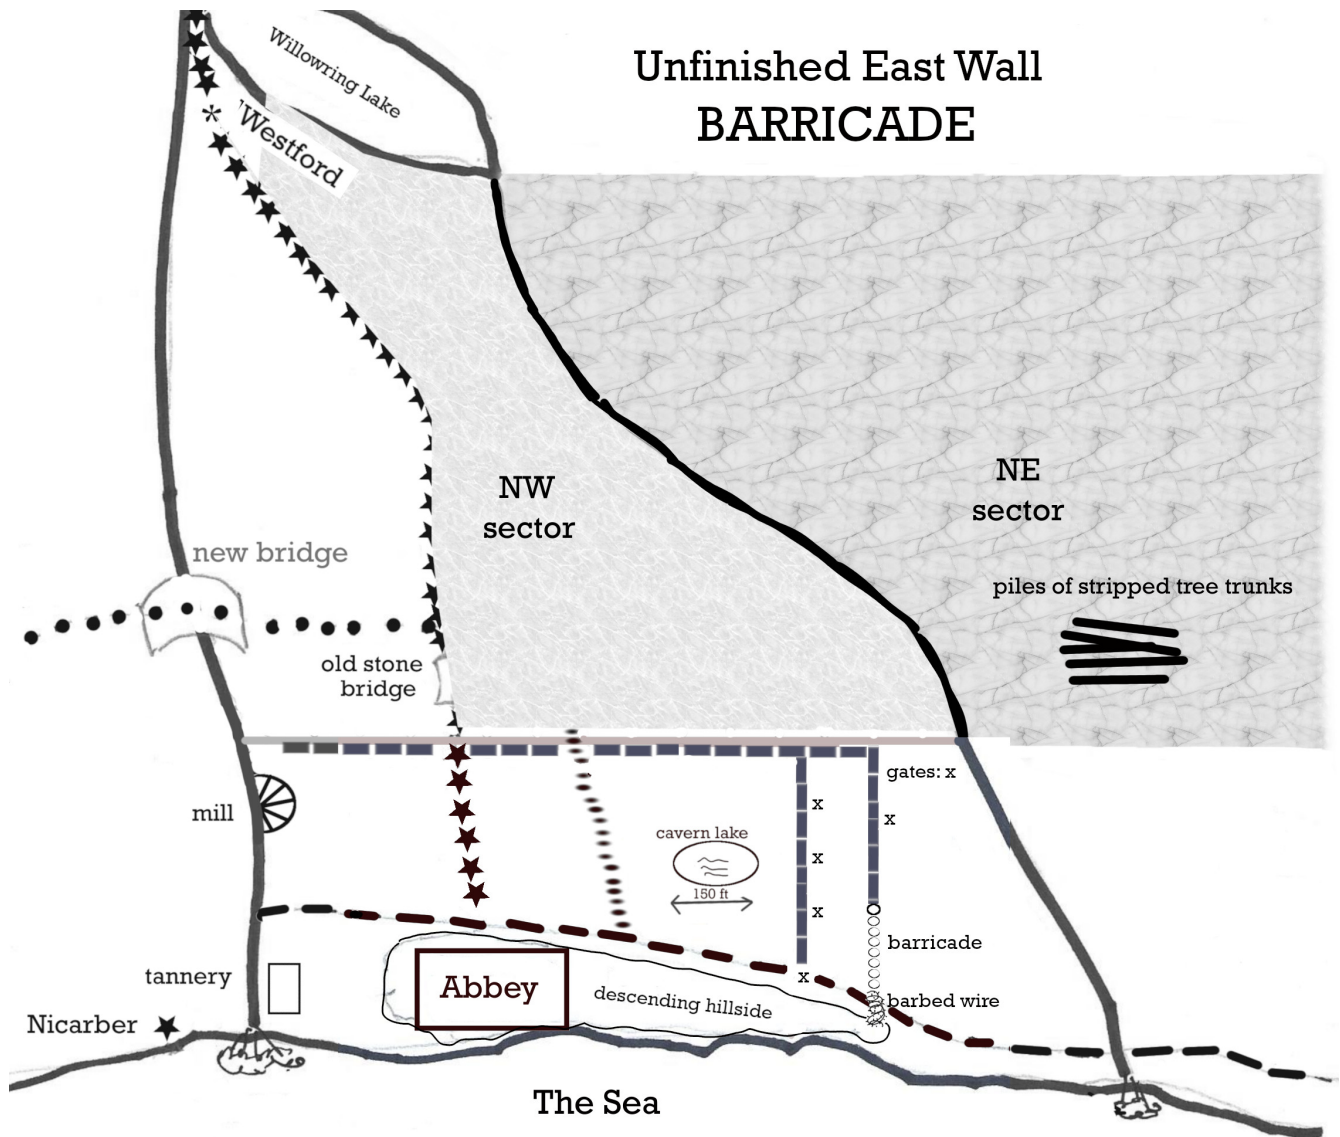 Willowring Lake
Unfinished East Wall
BARRICADE
Westford
NW
sector
NE
sector
new bridge
piles of stripped tree trunks
old stone
bridge
gates: x
mill
x
x
cavern lake
x
150 ft
x
barricade
tannery
x
Abbey
descending hillside
barbed wire
Nicarber
The Sea